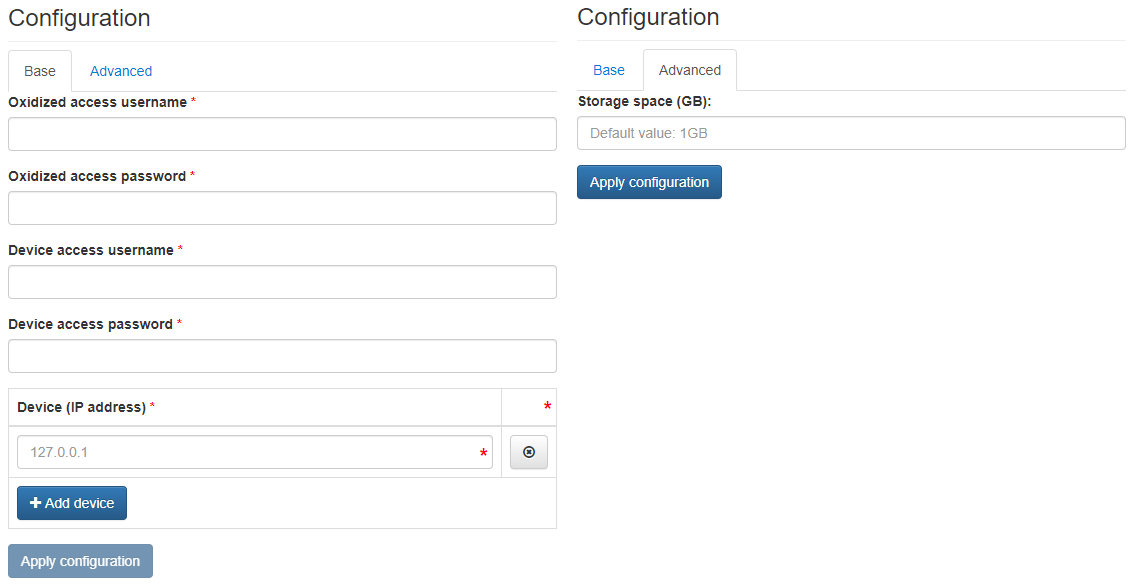 Configuration
Base
Advanced
Oxidized access username *
Oxidized access password *
Device access username *
Device access password *
Device (IP address) *
*
127.0.0.1
*
Add device
Apply configuration
Configuration
Base
Advanced
Storage space (GB):
Default value: 1GB
Apply configuration